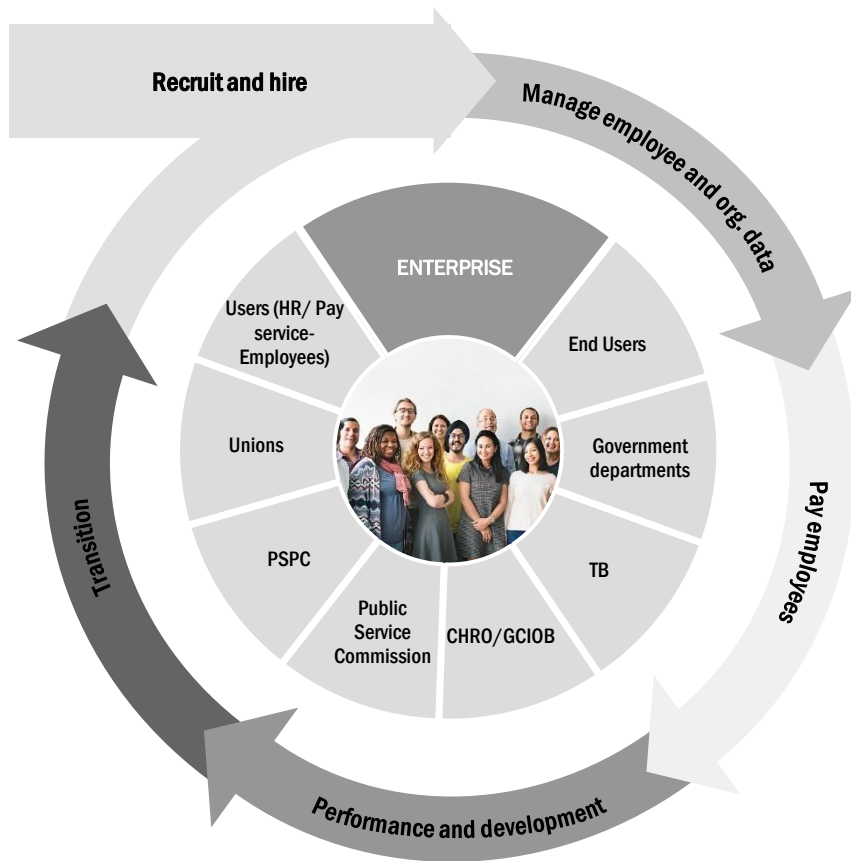 Recruit and hire
Manage employee and org. data
Pay employees
Performance and development
Transition
ENTERPRISE
End Users
Government
departments
TB
CHRO/GCIOB
Public
Service
Commission
PSPC
Unions
Users (HR/ Pay
service-
Employees)